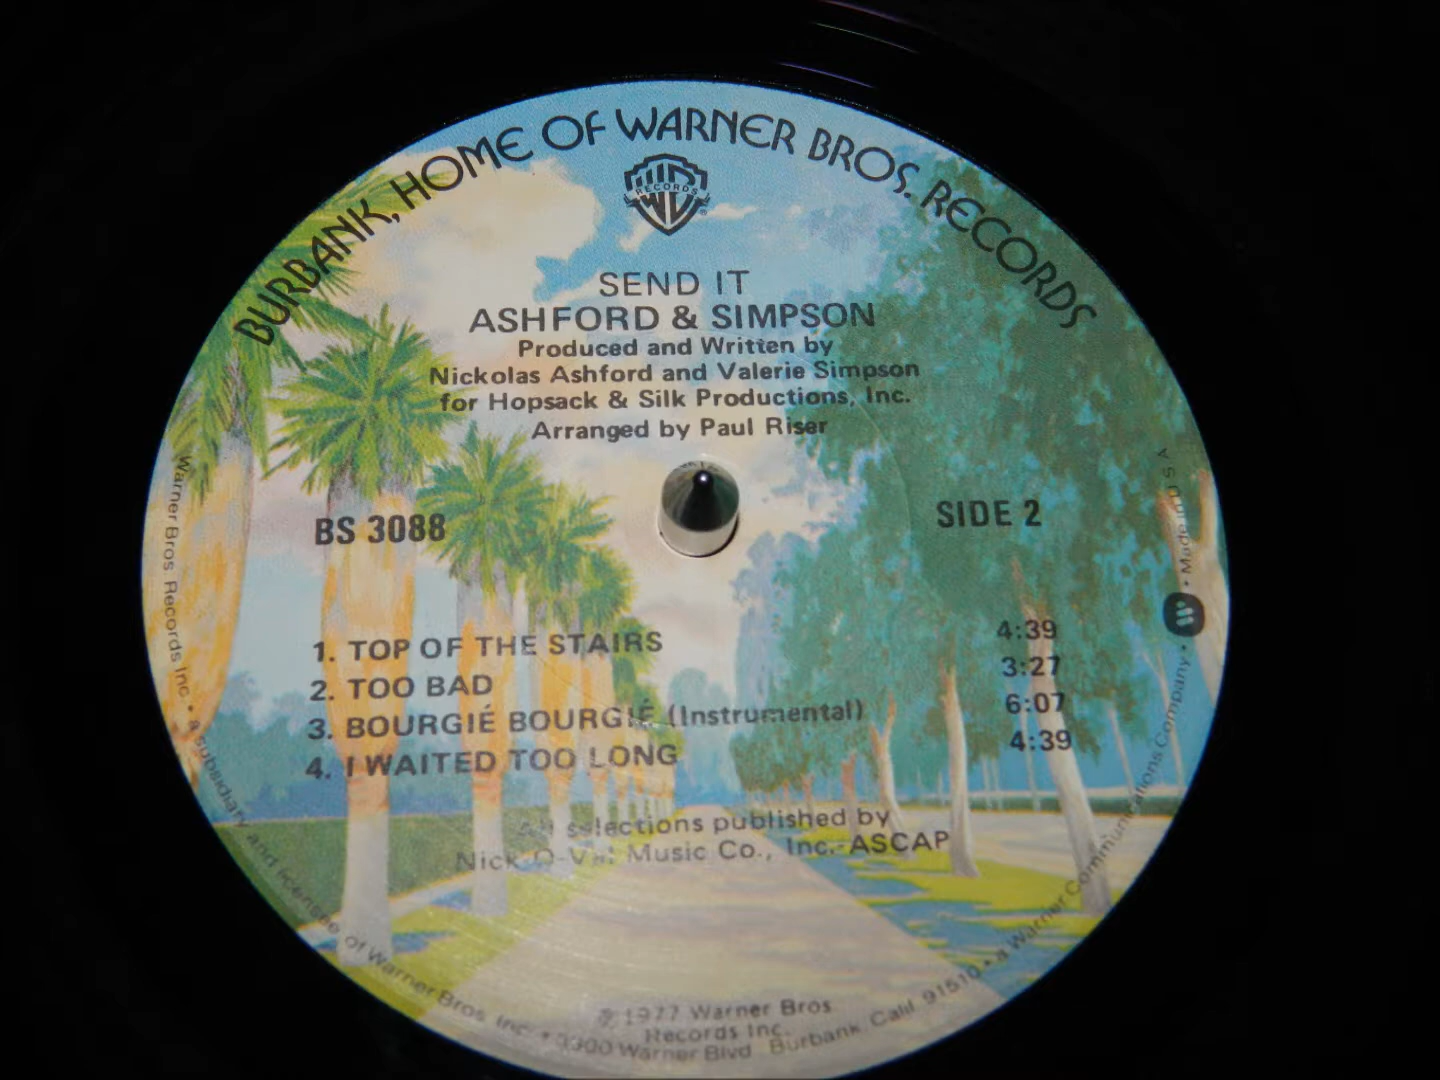 BURBANK, HOME OF WARNER BROS. RECORDS
RECORDS
SEND IT
ASHFORD & SIMPSON
Produced and Written by
Nickolas Ashford and Valerie Simpson
for Hopsack & Silk Productions, Inc.
Arranged by Paul Riser
BS 3088
SIDE 2
1. TOP OF THE STAIRS 4:39
2. TOO BAD 3:27
3. BOURGIÉ BOURGIÉ (Instrumental) 6:07
4. I WAITED TOO LONG 4:39
All selections published by
Nick-O-Val Music Co., Inc.-ASCAP
℗ 1977 Warner Bros
Records Inc.
Warner Bros Records Inc • a subsidiary and licensee of Warner Bros Inc • 3300 Warner Blvd Burbank Calif 91510 • a Warner Communications Company • Made in U S A